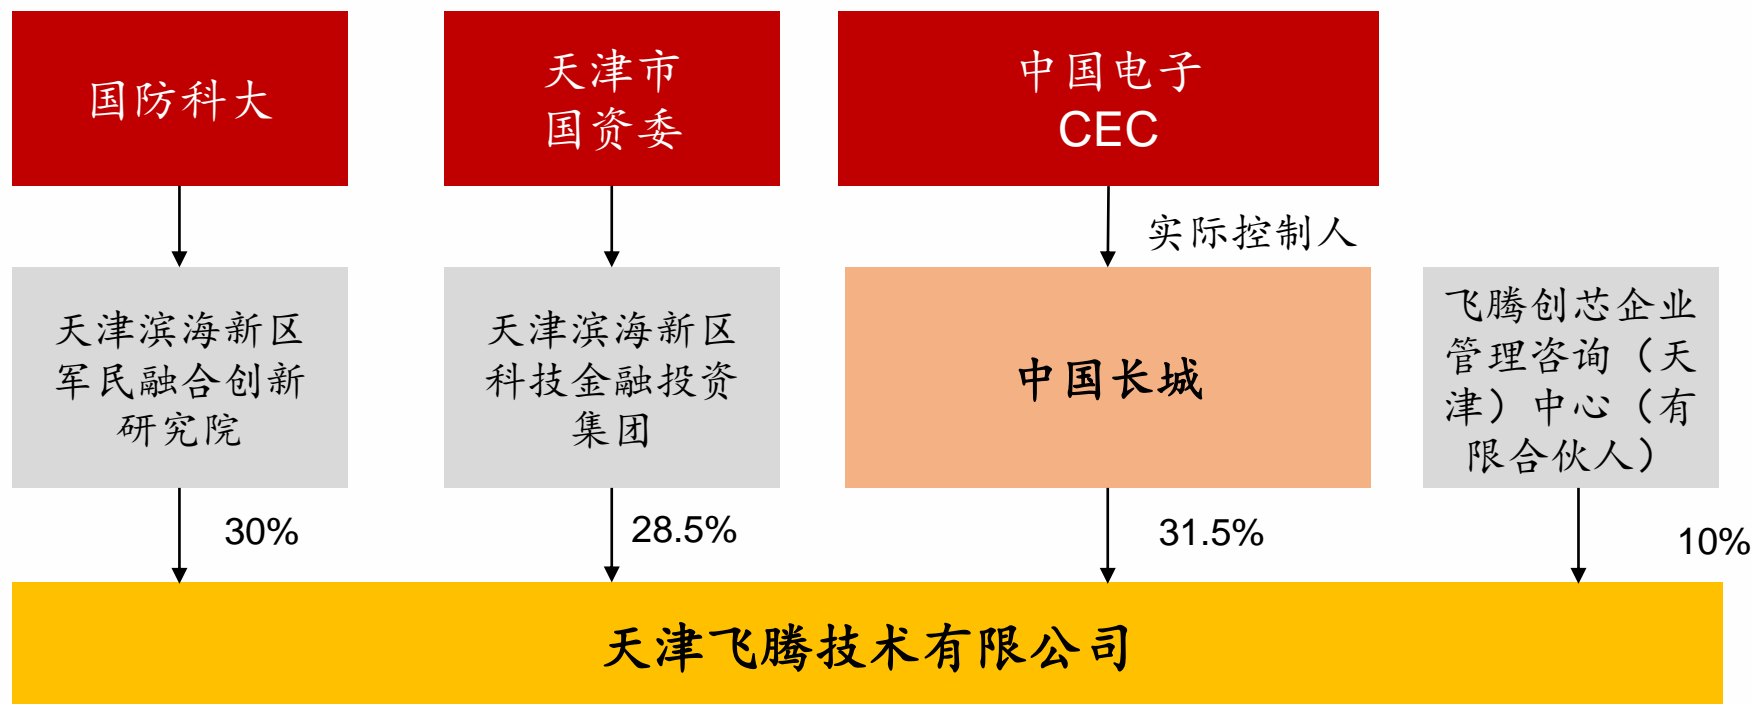 国防科大
天津市
国资委
中国电子
CEC
实际控制人
天津滨海新区
军民融合创新
研究院
天津滨海新区
科技金融投资
集团
中国长城
飞腾创芯企业
管理咨询（天
津）中心（有
限合伙人）
30%
28.5%
31.5%
10%
天津飞腾技术有限公司